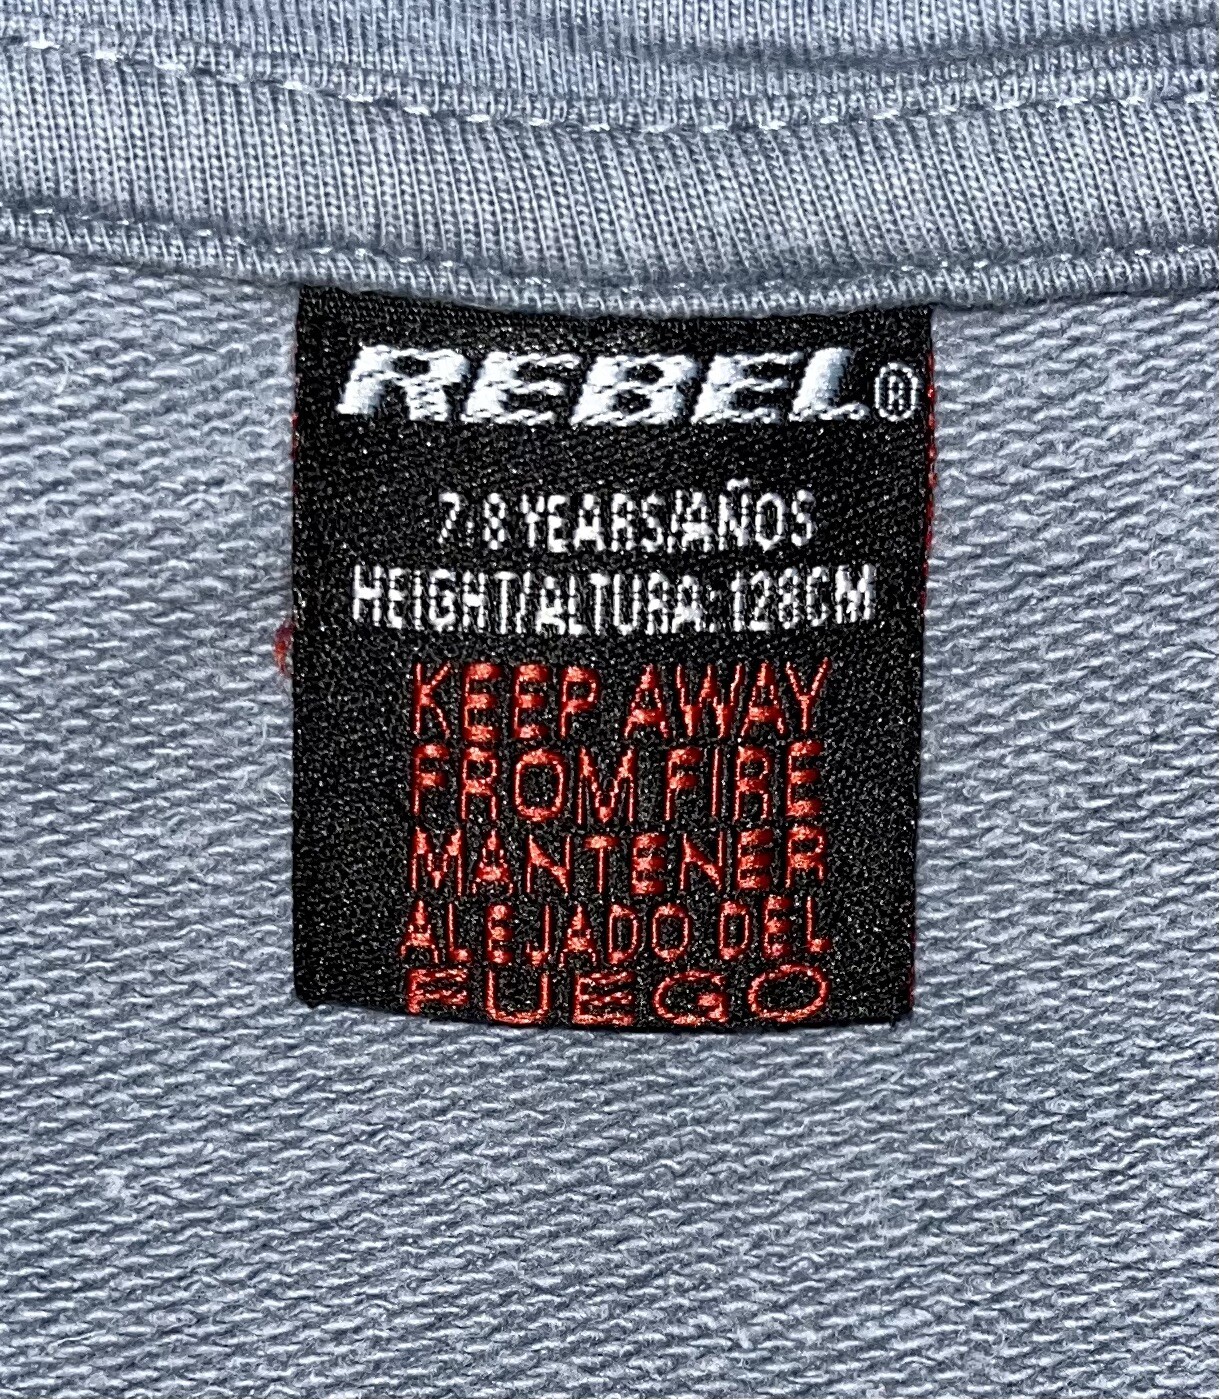 REBEL®
7/8 YEARS/AÑOS
HEIGHT/ALTURA: 128CM
KEEP AWAY
FROM FIRE
MANTENER
ALEJADO DEL
FUEGO